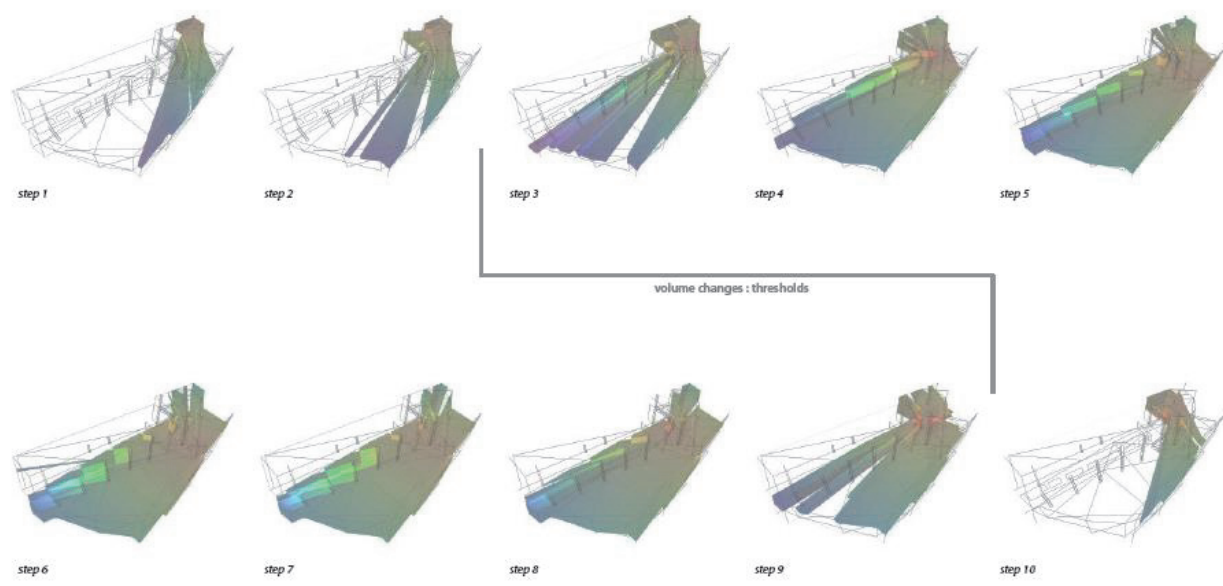 step 1
step 2
step 3
step 4
step 5
volume changes : thresholds
step 6
step 7
step 8
step 9
step 10